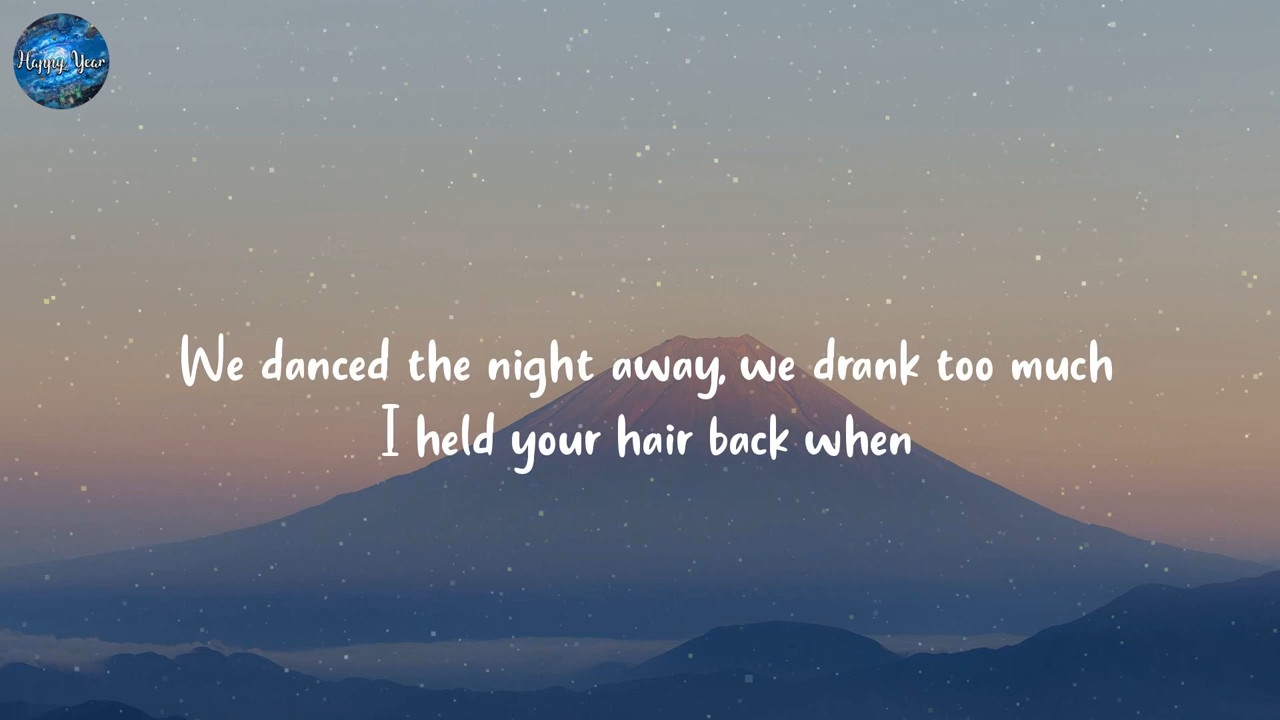 Happy Year
We danced the night away, we drank too much
I held your hair back when